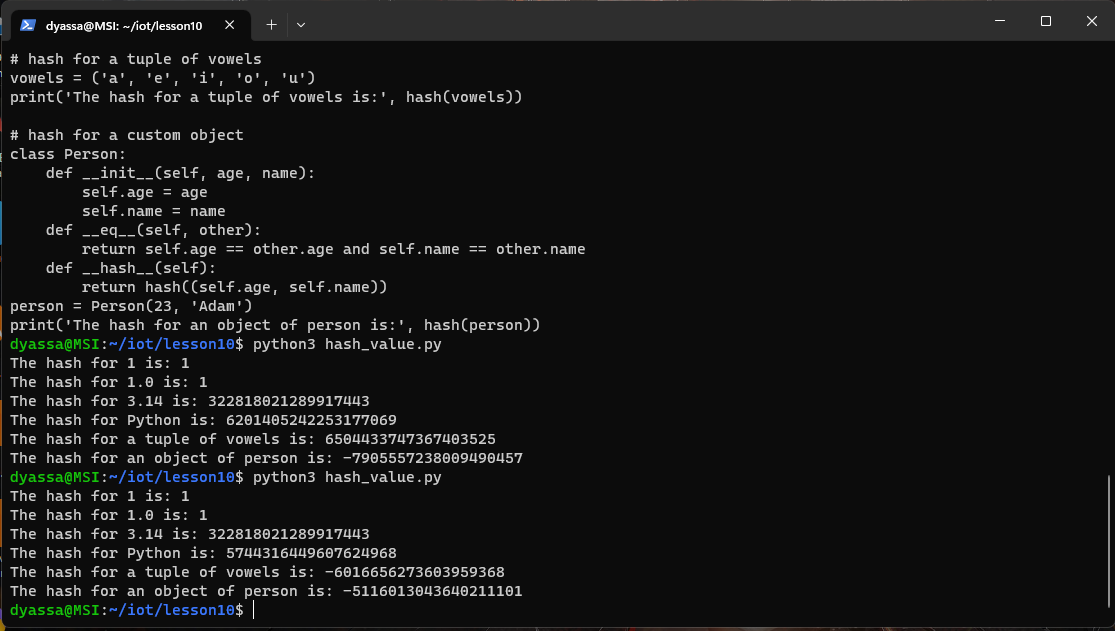 dyassa@MSI: ~/iot/lesson10
# hash for a tuple of vowels
vowels = ('a', 'e', 'i', 'o', 'u')
print('The hash for a tuple of vowels is:', hash(vowels))

# hash for a custom object
class Person:
    def __init__(self, age, name):
        self.age = age
        self.name = name
    def __eq__(self, other):
        return self.age == other.age and self.name == other.name
    def __hash__(self):
        return hash((self.age, self.name))
person = Person(23, 'Adam')
print('The hash for an object of person is:', hash(person))
dyassa@MSI:~/iot/lesson10$ python3 hash_value.py
The hash for 1 is: 1
The hash for 1.0 is: 1
The hash for 3.14 is: 322818021289917443
The hash for Python is: 6201405242253177069
The hash for a tuple of vowels is: 6504433747367403525
The hash for an object of person is: -7905557238009490457
dyassa@MSI:~/iot/lesson10$ python3 hash_value.py
The hash for 1 is: 1
The hash for 1.0 is: 1
The hash for 3.14 is: 322818021289917443
The hash for Python is: 5744316449607624968
The hash for a tuple of vowels is: -6016656273603959368
The hash for an object of person is: -5116013043640211101
dyassa@MSI:~/iot/lesson10$